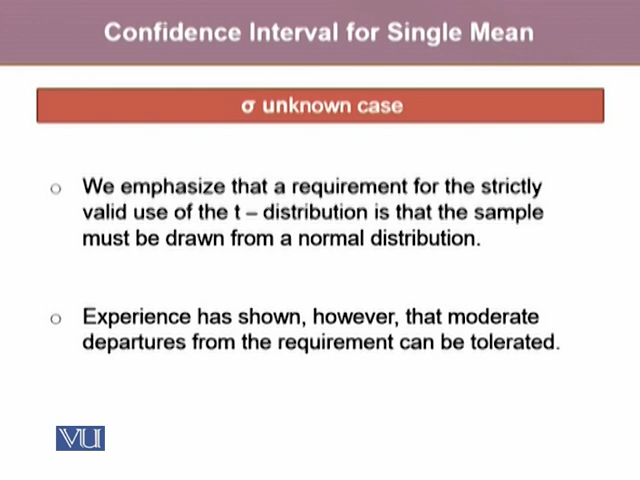 Confidence Interval for Single Mean
σ unknown case
○ We emphasize that a requirement for the strictly
valid use of the t – distribution is that the sample
must be drawn from a normal distribution.
○ Experience has shown, however, that moderate
departures from the requirement can be tolerated.
VU